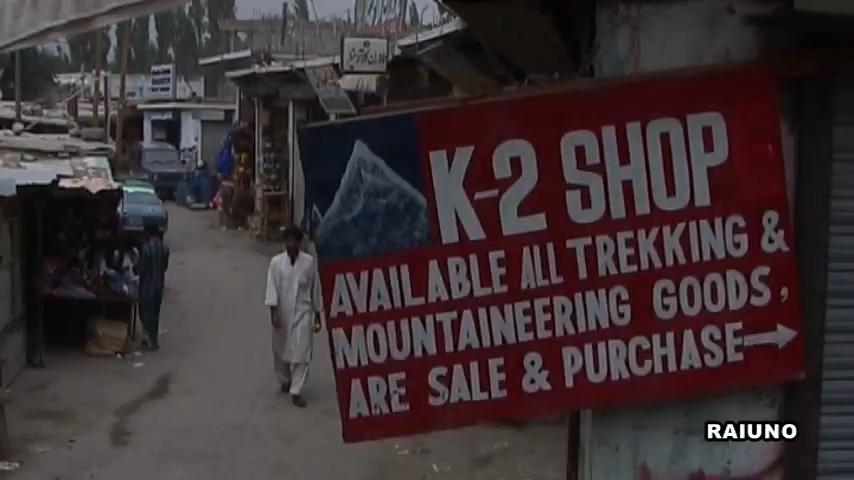 K-2 SHOP
AVAILABLE ALL TREKKING &
MOUNTAINEERING GOODS,
ARE SALE & PURCHASE
RAIUNO